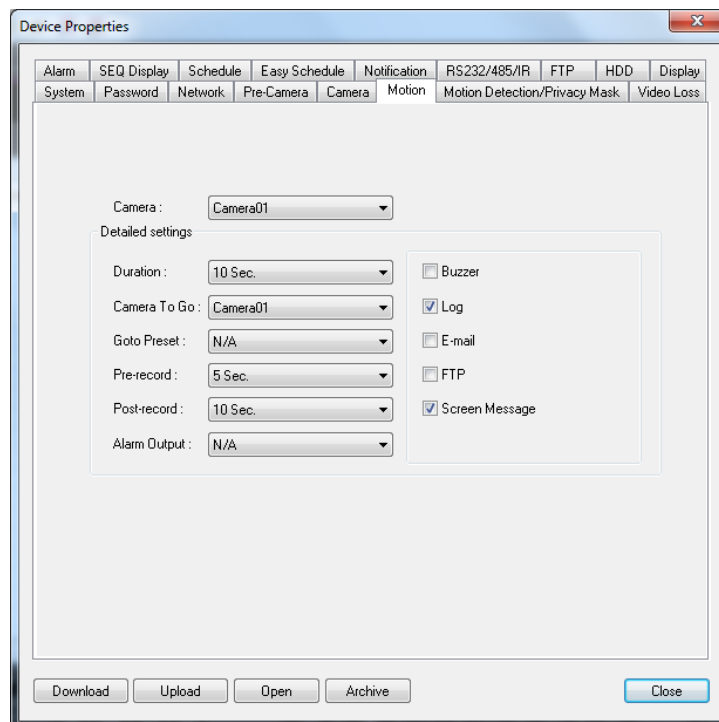 Device Properties
Alarm SEQ Display Schedule Easy Schedule Notification RS232/485/IR FTP HDD Display
System Password Network Pre-Camera Camera Motion Motion Detection/Privacy Mask Video Loss
Camera : Camera01
Detailed settings
Duration : 10 Sec. Buzzer
Camera To Go : Camera01 Log
Goto Preset : N/A E-mail
Pre-record : 5 Sec. FTP
Post-record : 10 Sec. Screen Message
Alarm Output : N/A
Download Upload Open Archive Close